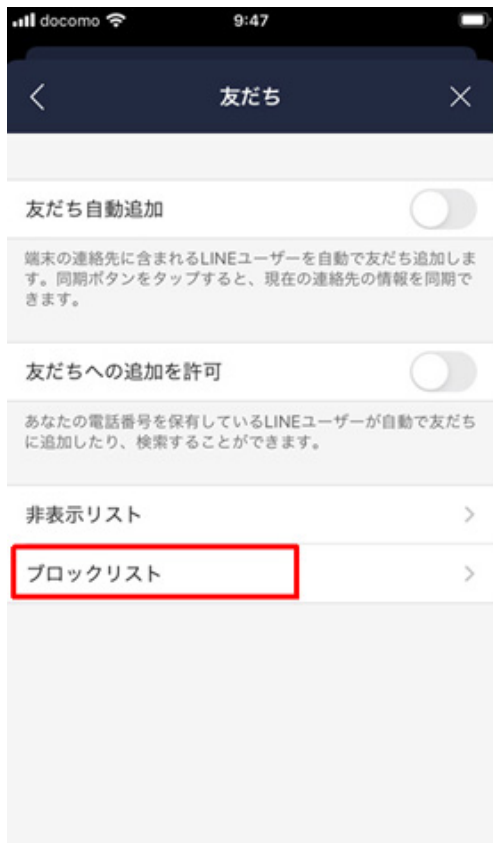 docomo 9:47
友だち
友だち自動追加
端末の連絡先に含まれるLINEユーザーを自動で友だち追加しま
す。同期ボタンをタップすると、現在の連絡先の情報を同期で
きます。
友だちへの追加を許可
あなたの電話番号を保有しているLINEユーザーが自動で友だち
に追加したり、検索することができます。
非表示リスト
ブロックリスト